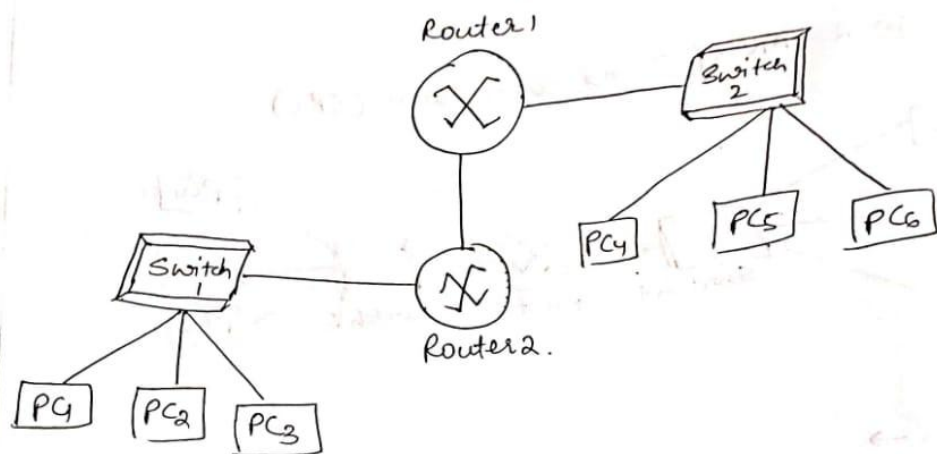 Router1
Switch
2
PC4
PC5
PC6
Switch
1
Router2.
PC1
PC2
PC3